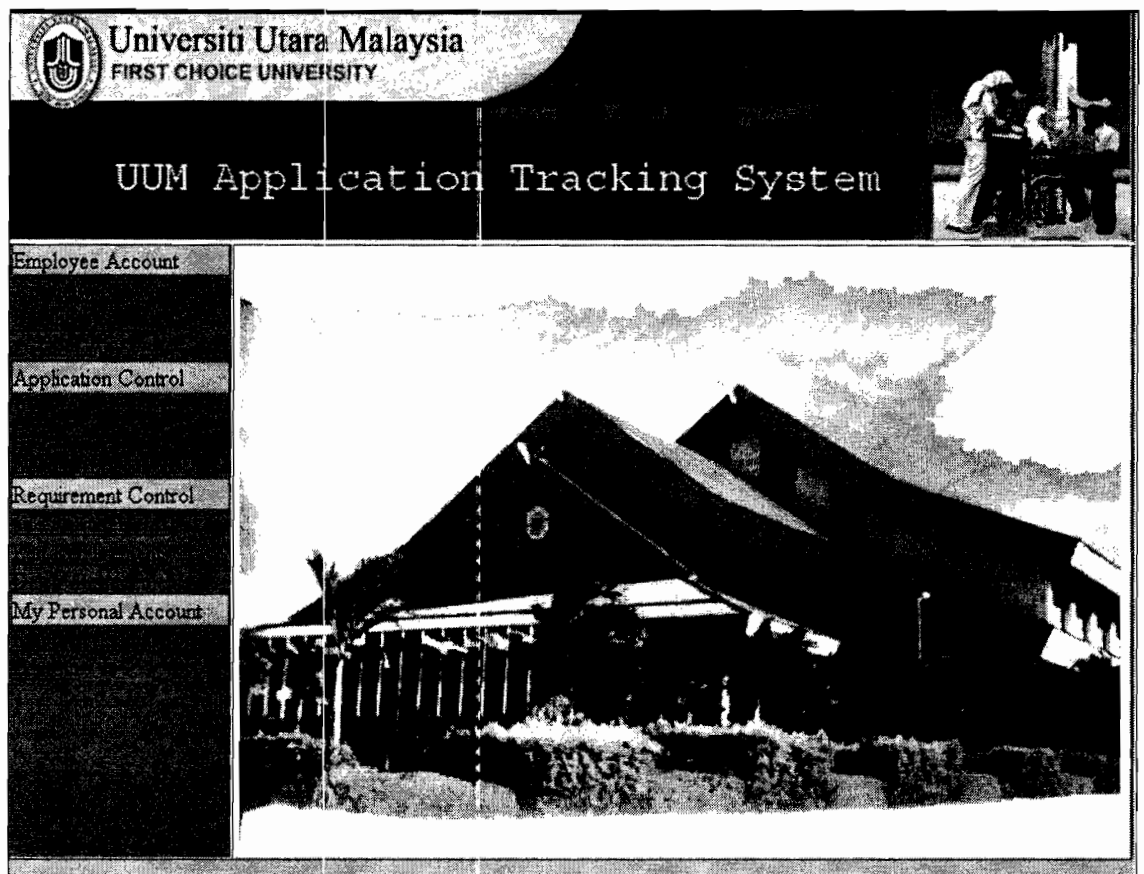 Universiti Utara Malaysia
FIRST CHOICE UNIVERSITY
UUM Application Tracking System
Employee Account
Application Control
Requirement Control
My Personal Account